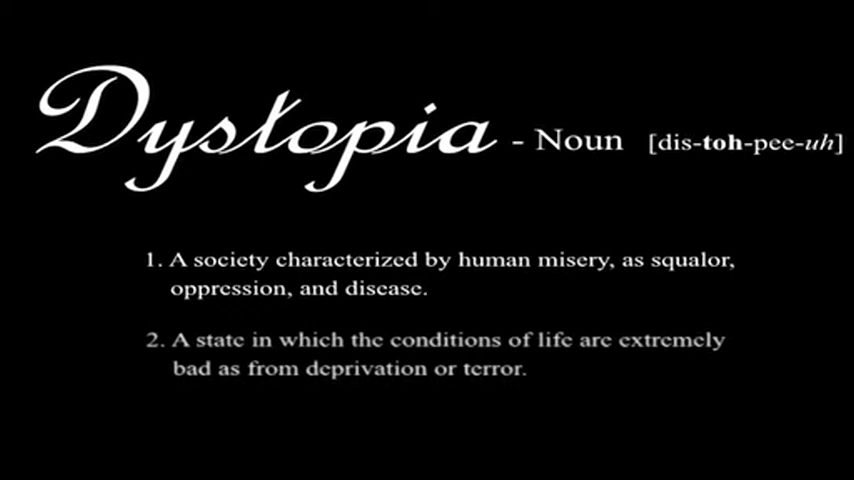 Dystopia - Noun [dis-toh-pee-uh]
1. A society characterized by human misery, as squalor,
oppression, and disease.
2. A state in which the conditions of life are extremely
bad as from deprivation or terror.